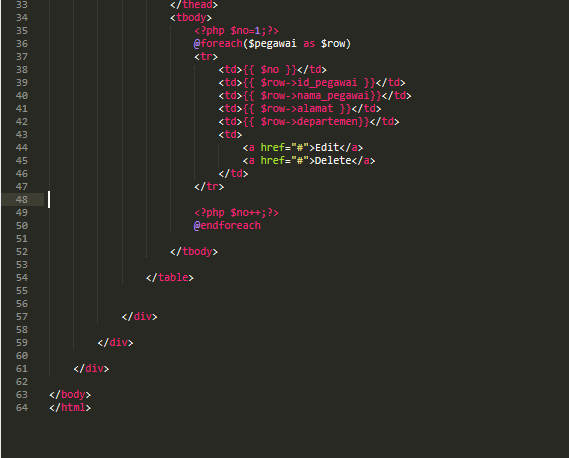 33 </thead>
34 <tbody>
35 <?php $no=1;?>
36 @foreach($pegawai as $row)
37 <tr>
38 <td>{{ $no }}</td>
39 <td>{{ $row->id_pegawai }}</td>
40 <td>{{ $row->nama_pegawai}}</td>
41 <td>{{ $row->alamat }}</td>
42 <td>{{ $row->departemen}}</td>
43 <td>
44 <a href="#">Edit</a>
45 <a href="#">Delete</a>
46 </td>
47 </tr>
48
49 <?php $no++;?>
50 @endforeach
51
52 </tbody>
53
54 </table>
55
56
57 </div>
58
59 </div>
60
61 </div>
62
63 </body>
64 </html>